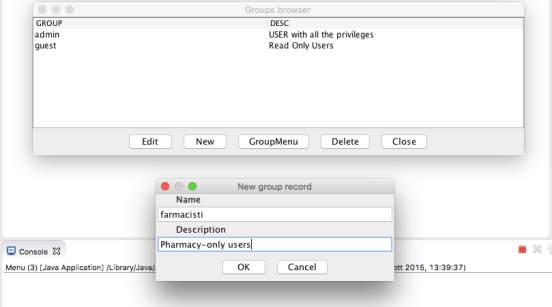 Groups browser
GROUP DESC
admin USER with all the privileges
guest Read Only Users
Edit New GroupMenu Delete Close
New group record
Name
farmacisti
Description
Pharmacy-only users
OK Cancel
Console
Menu (3) [Java Application] /Library/Java/ ott 2015, 13:39:37)